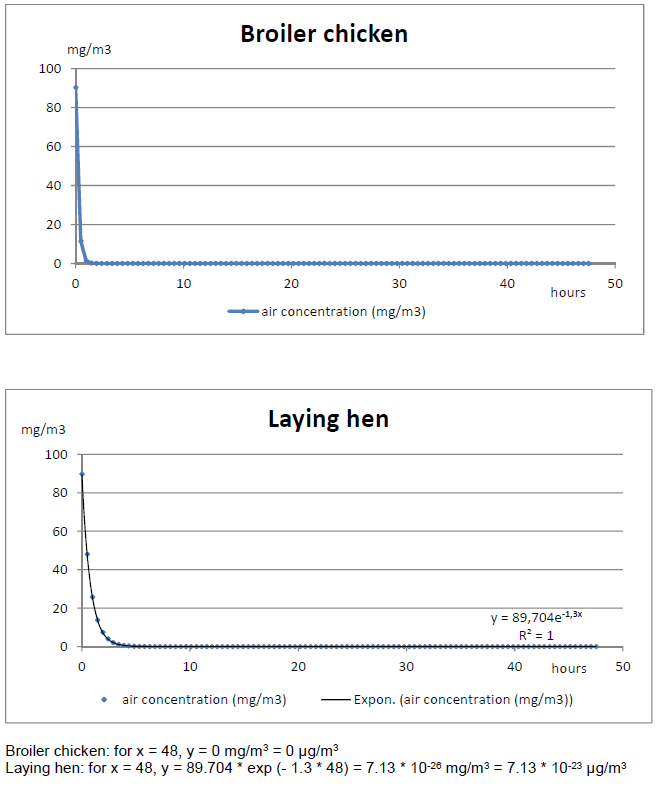 Broiler chicken
mg/m3
100
80
60
40
20
0
0 10 20 30 40 50
hours
air concentration (mg/m3)
Laying hen
mg/m3
100
80
60
40
20
0
y = 89,704e⁻¹,³ˣ
R² = 1
0 10 20 30 40 50
hours
air concentration (mg/m3) Expon. (air concentration (mg/m3))
Broiler chicken: for x = 48, y = 0 mg/m³ = 0 µg/m³
Laying hen: for x = 48, y = 89.704 * exp (- 1.3 * 48) = 7.13 * 10⁻²⁶ mg/m³ = 7.13 * 10⁻²³ µg/m³